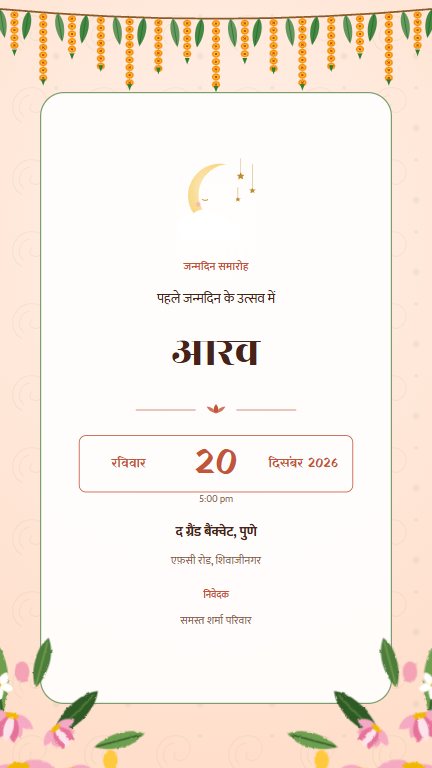 जन्मदिन समारोह
पहले जन्मदिन के उत्सव में
आरव
रविवार 20 दिसंबर 2026
5:00 pm
द ग्रैंड बैंक्वेट, पुणे
एफ़सी रोड, शिवाजीनगर
निवेदक
समस्त शर्मा परिवार